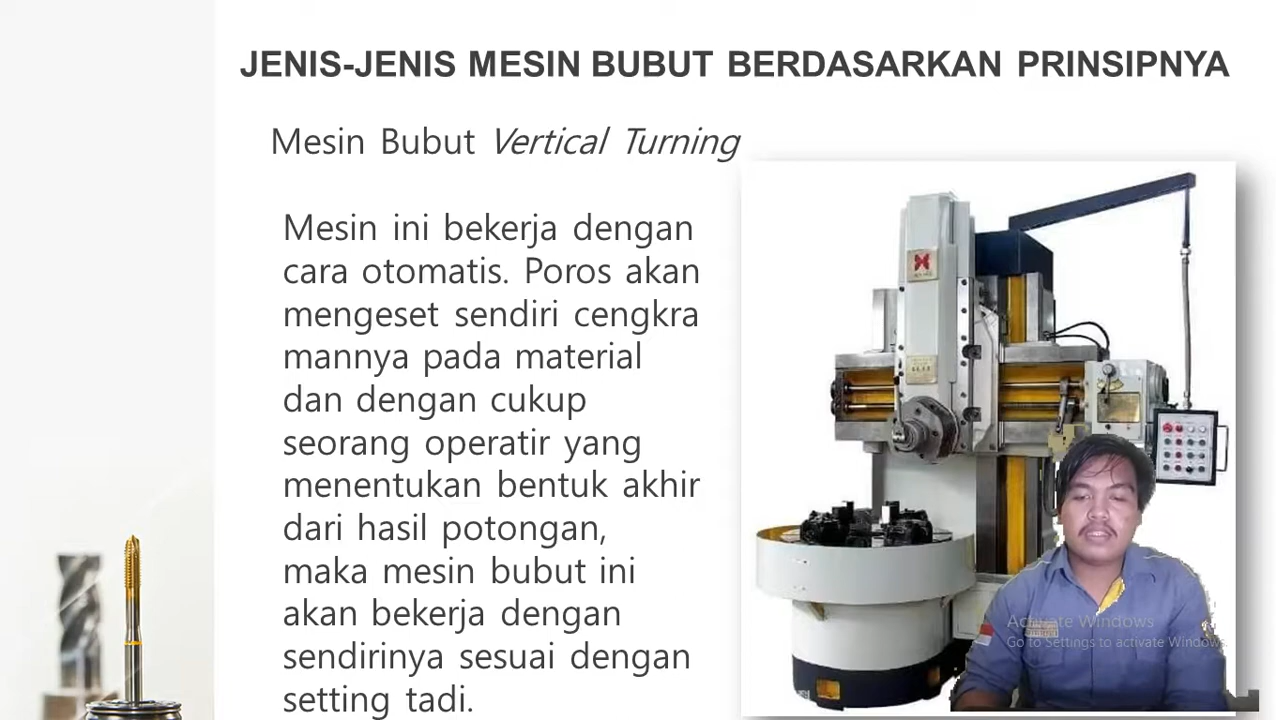 JENIS-JENIS MESIN BUBUT BERDASARKAN PRINSIPNYA
Mesin Bubut Vertical Turning
Mesin ini bekerja dengan
cara otomatis. Poros akan
mengeset sendiri cengkra
mannya pada material
dan dengan cukup
seorang operatir yang
menentukan bentuk akhir
dari hasil potongan,
maka mesin bubut ini
akan bekerja dengan
sendirinya sesuai dengan
setting tadi.
Activate Windows
Go to Settings to activate Windows.